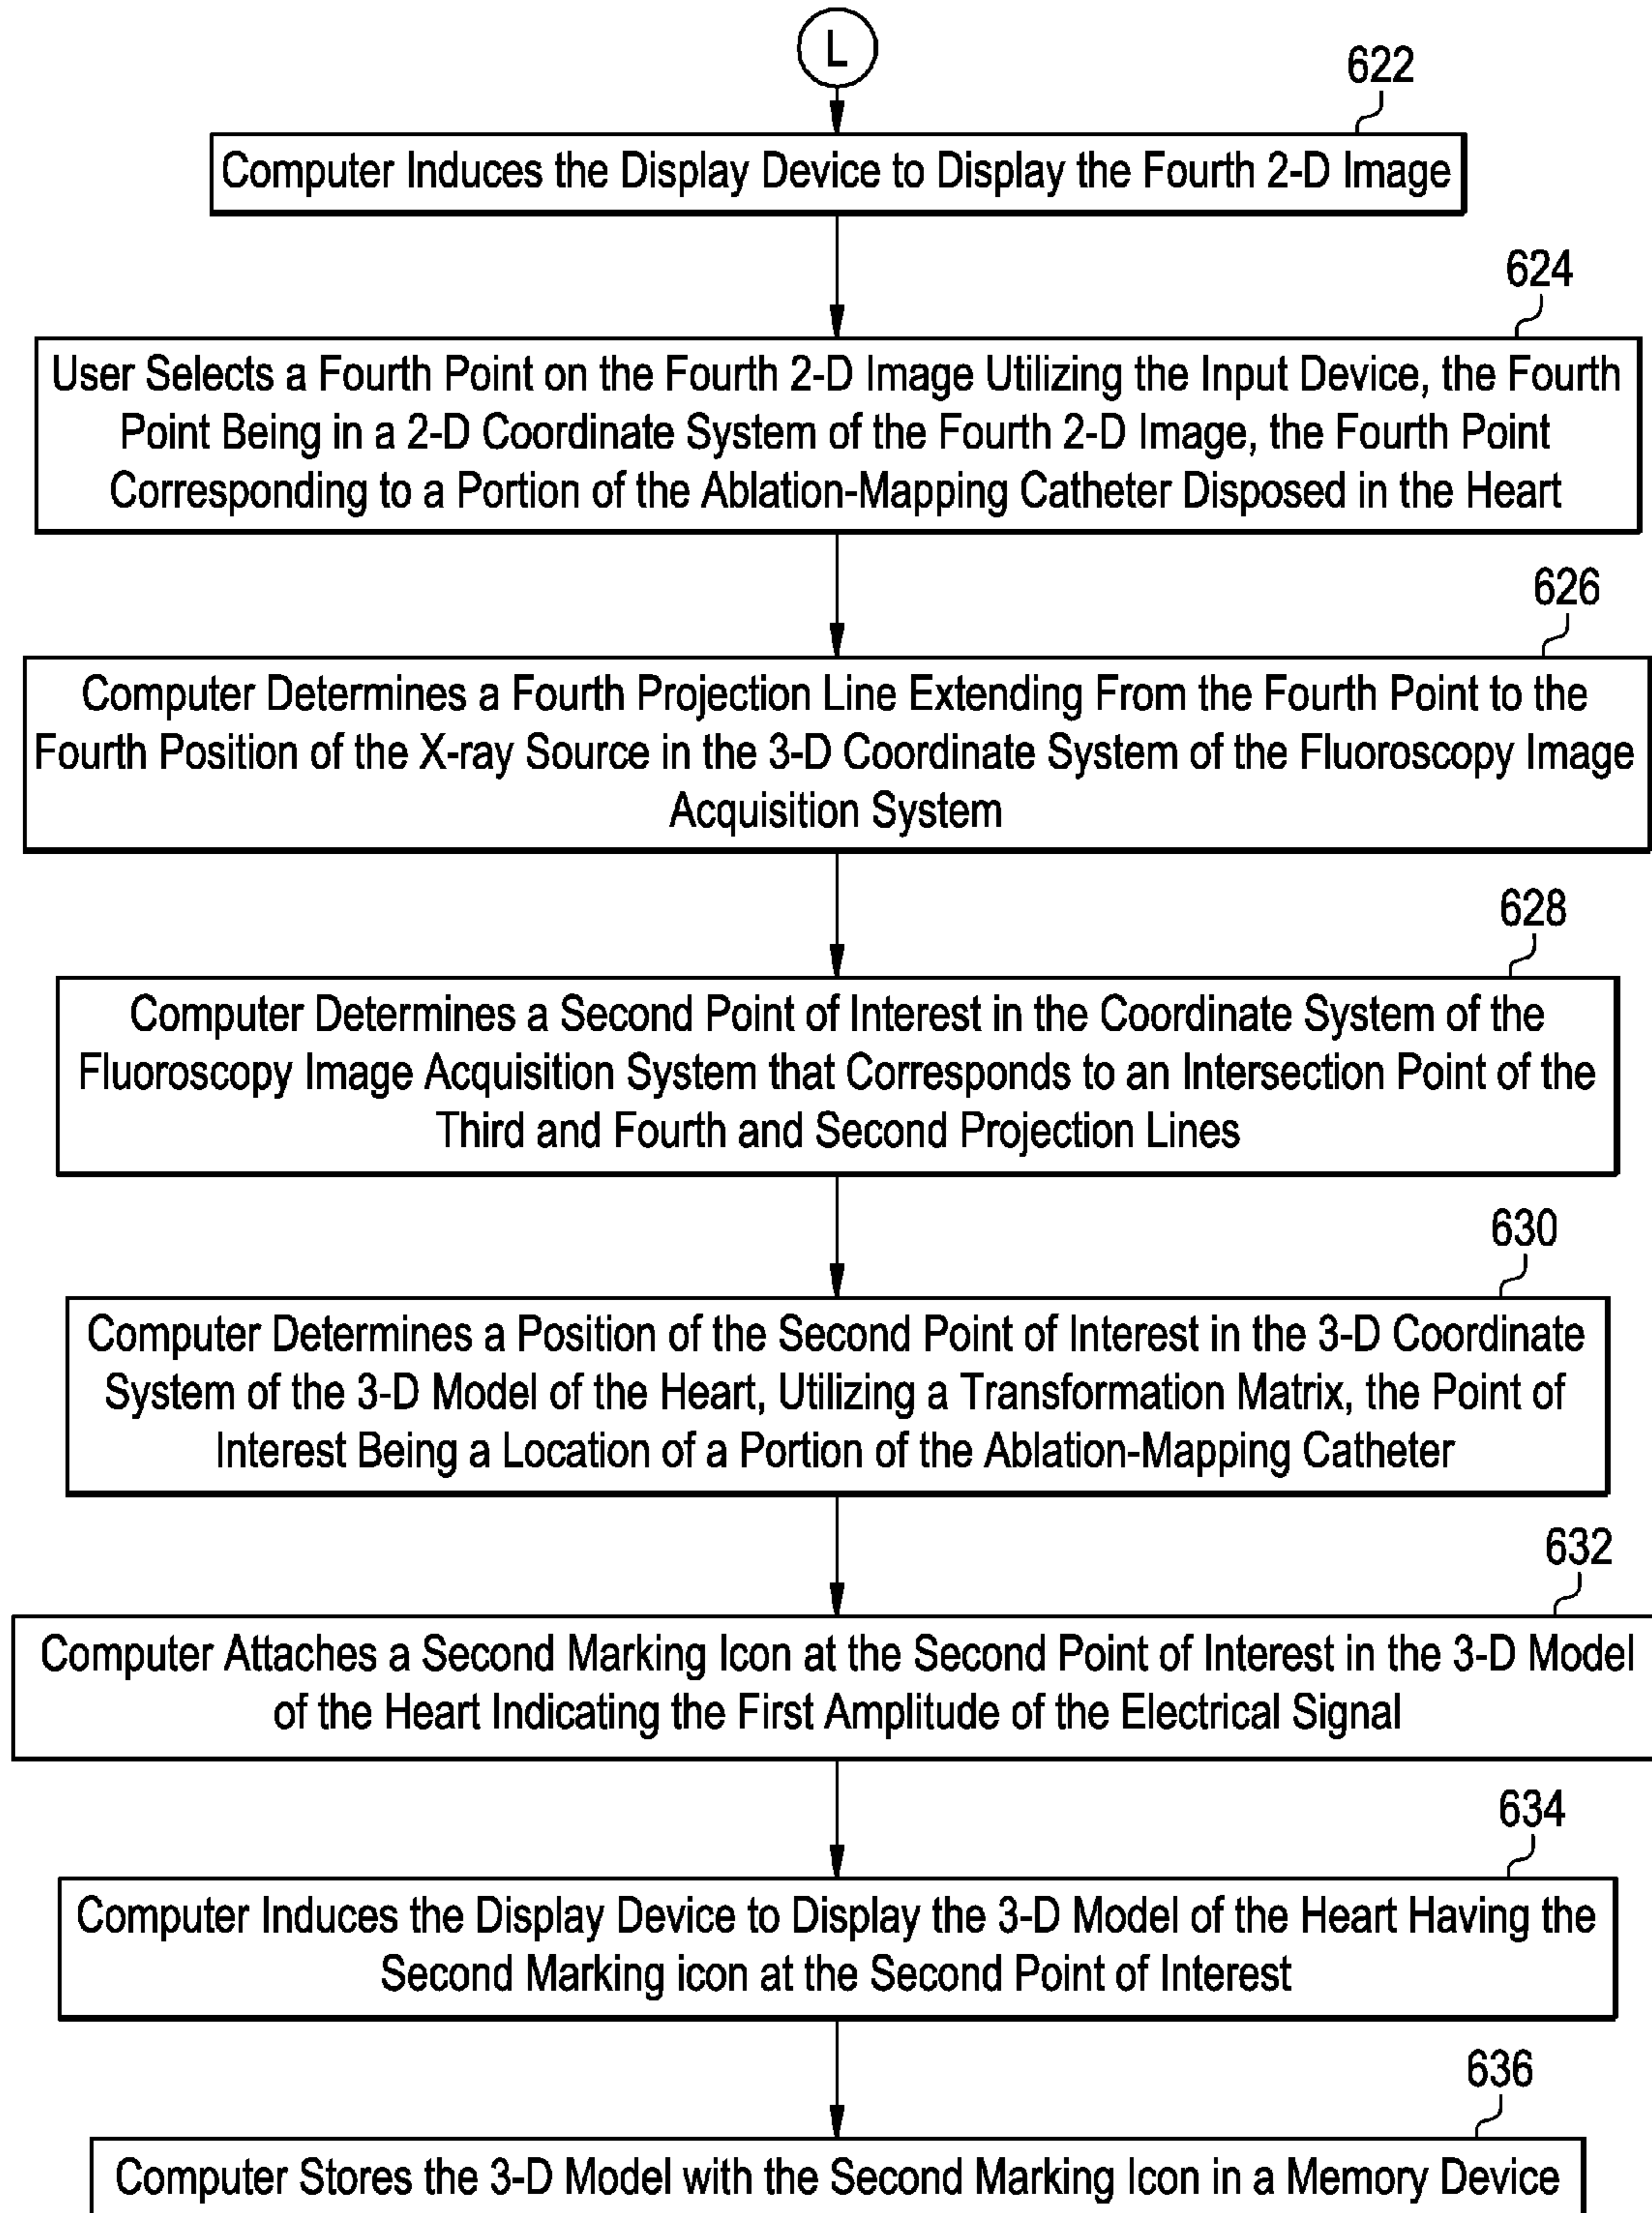 L
622
Computer Induces the Display Device to Display the Fourth 2-D Image
624
User Selects a Fourth Point on the Fourth 2-D Image Utilizing the Input Device, the Fourth
Point Being in a 2-D Coordinate System of the Fourth 2-D Image, the Fourth Point
Corresponding to a Portion of the Ablation-Mapping Catheter Disposed in the Heart
626
Computer Determines a Fourth Projection Line Extending From the Fourth Point to the
Fourth Position of the X-ray Source in the 3-D Coordinate System of the Fluoroscopy Image
Acquisition System
628
Computer Determines a Second Point of Interest in the Coordinate System of the
Fluoroscopy Image Acquisition System that Corresponds to an Intersection Point of the
Third and Fourth and Second Projection Lines
630
Computer Determines a Position of the Second Point of Interest in the 3-D Coordinate
System of the 3-D Model of the Heart, Utilizing a Transformation Matrix, the Point of
Interest Being a Location of a Portion of the Ablation-Mapping Catheter
632
Computer Attaches a Second Marking Icon at the Second Point of Interest in the 3-D Model
of the Heart Indicating the First Amplitude of the Electrical Signal
634
Computer Induces the Display Device to Display the 3-D Model of the Heart Having the
Second Marking icon at the Second Point of Interest
636
Computer Stores the 3-D Model with the Second Marking Icon in a Memory Device